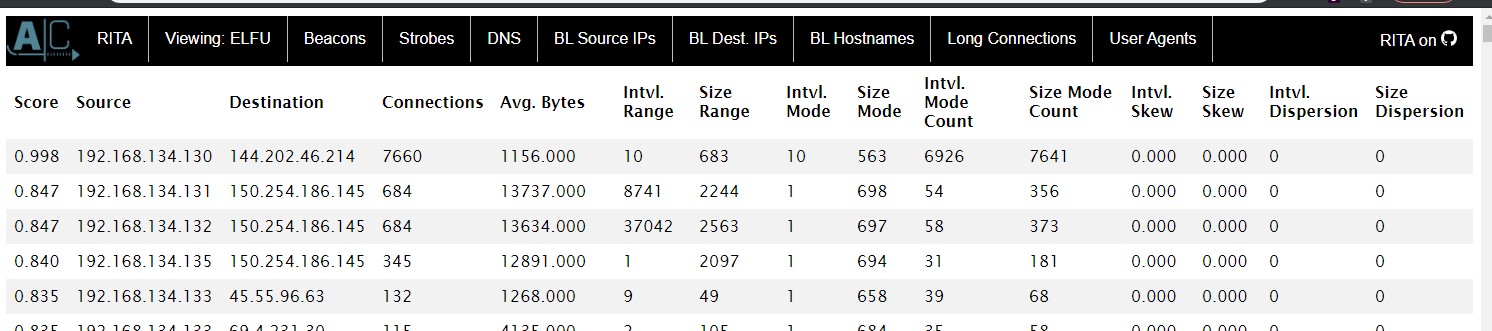 AC RITA Viewing: ELFU Beacons Strobes DNS BL Source IPs BL Dest. IPs BL Hostnames Long Connections User Agents RITA on
Score Source Destination Connections Avg. Bytes Intvl. Range Size Range Intvl. Mode Size Mode Intvl. Mode Count Size Mode Count Intvl. Skew Size Skew Intvl. Dispersion Size Dispersion
0.998 192.168.134.130 144.202.46.214 7660 1156.000 10 683 10 563 6926 7641 0.000 0.000 0 0
0.847 192.168.134.131 150.254.186.145 684 13737.000 8741 2244 1 698 54 356 0.000 0.000 0 0
0.847 192.168.134.132 150.254.186.145 684 13634.000 37042 2563 1 697 58 373 0.000 0.000 0 0
0.840 192.168.134.135 150.254.186.145 345 12891.000 1 2097 1 694 31 181 0.000 0.000 0 0
0.835 192.168.134.133 45.55.96.63 132 1268.000 9 49 1 658 39 68 0.000 0.000 0 0
0.835 192.168.134.133 69.4.231.30 115 4135.000 2 105 1 684 35 58 0.000 0.000 0 0